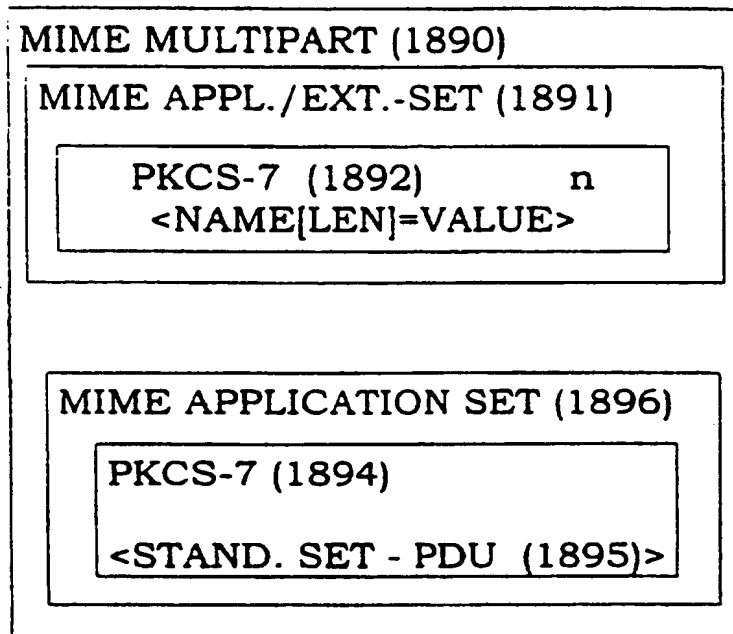 MIME MULTIPART (1890)
MIME APPL./EXT.-SET (1891)
PKCS-7 (1892) n
<NAME[LEN]=VALUE>
MIME APPLICATION SET (1896)
PKCS-7 (1894)
<STAND. SET - PDU (1895)>